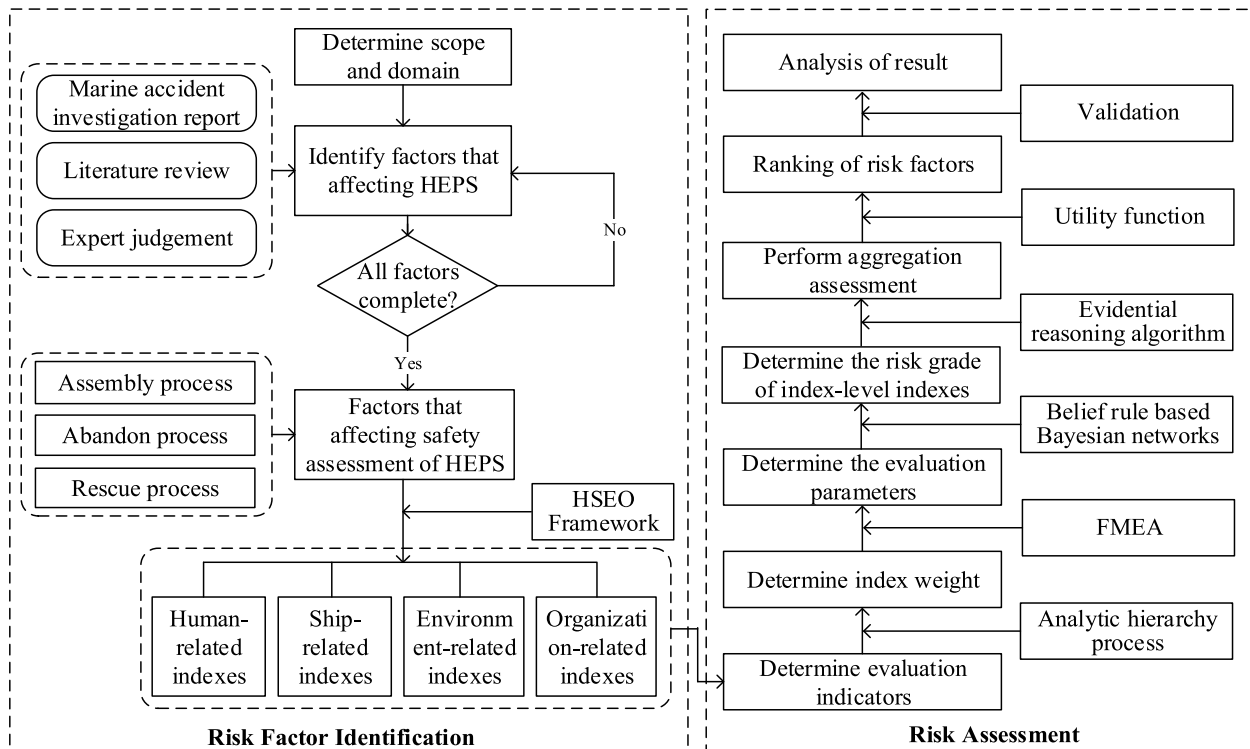 Determine scope
and domain
Marine accident
investigation report
Literature review
Expert judgement
Identify factors that
affecting HEPS
No
All factors
complete?
Yes
Assembly process
Abandon process
Rescue process
Factors that
affecting safety
assessment of HEPS
HSEO
Framework
Human-
related
indexes
Ship-
related
indexes
Environm
ent-related
indexes
Organizati
on-related
indexes
Risk Factor Identification
Analysis of result
Validation
Ranking of risk factors
Utility function
Perform aggregation
assessment
Evidential
reasoning algorithm
Determine the risk grade
of index-level indexes
Belief rule based
Bayesian networks
Determine the evaluation
parameters
FMEA
Determine index weight
Analytic hierarchy
process
Determine evaluation
indicators
Risk Assessment